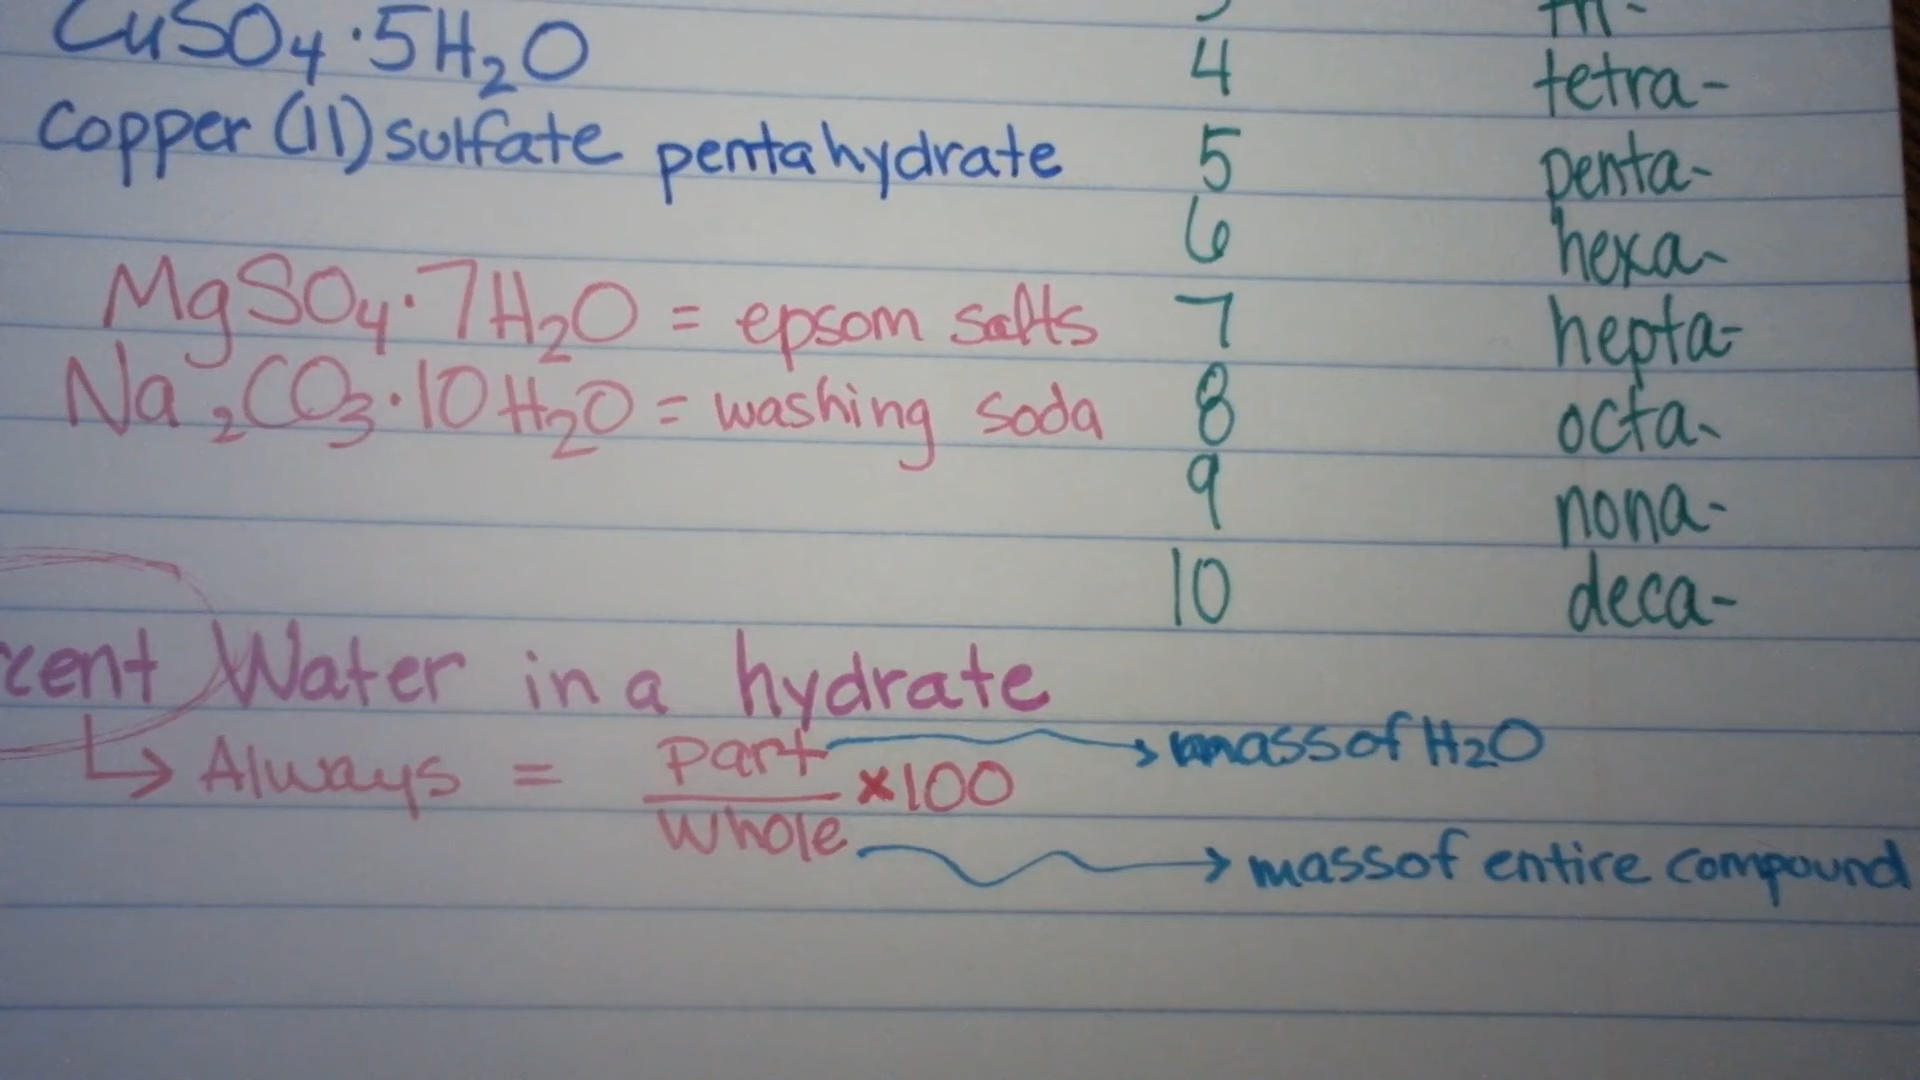 CuSO4·5H2O
Copper (II) sulfate pentahydrate
MgSO4·7H2O = epsom salts
Na2CO3·10H2O = washing soda
tri-
4 tetra-
5 penta-
6 hexa-
7 hepta-
8 octa-
9 nona-
10 deca-
cent Water in a hydrate
↳ Always = part → mass of H2O
×100
whole → mass of entire compound